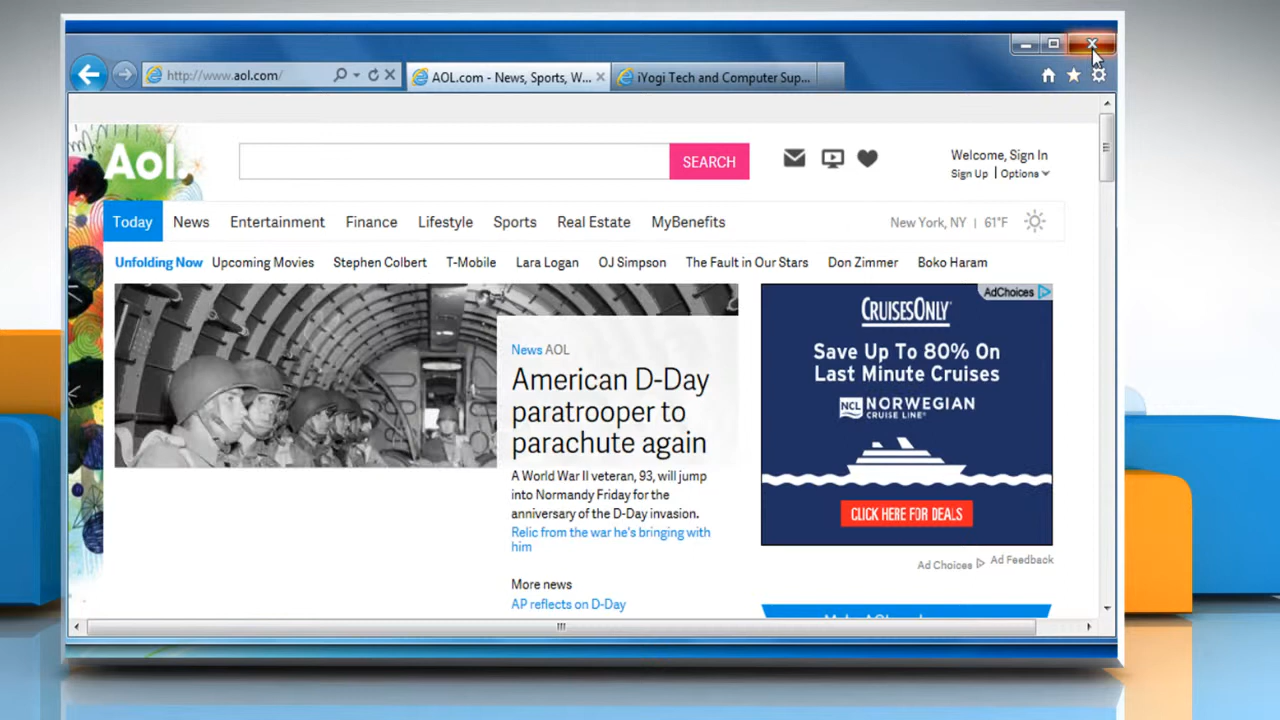 http://www.aol.com/
AOL.com - News, Sports, W...
iYogi Tech and Computer Sup...
Aol.
SEARCH
Welcome, Sign In
Sign Up | Options
Today News Entertainment Finance Lifestyle Sports Real Estate MyBenefits
New York, NY | 61°F
Unfolding Now Upcoming Movies Stephen Colbert T-Mobile Lara Logan OJ Simpson The Fault in Our Stars Don Zimmer Boko Haram
News AOL
American D-Day
paratrooper to
parachute again
A World War II veteran, 93, will jump
into Normandy Friday for the
anniversary of the D-Day invasion.
Relic from the war he's bringing with
him
More news
AP reflects on D-Day
AdChoices
CRUISESONLY
Save Up To 80% On
Last Minute Cruises
NCL NORWEGIAN
CRUISE LINE®
CLICK HERE FOR DEALS
Ad Choices Ad Feedback